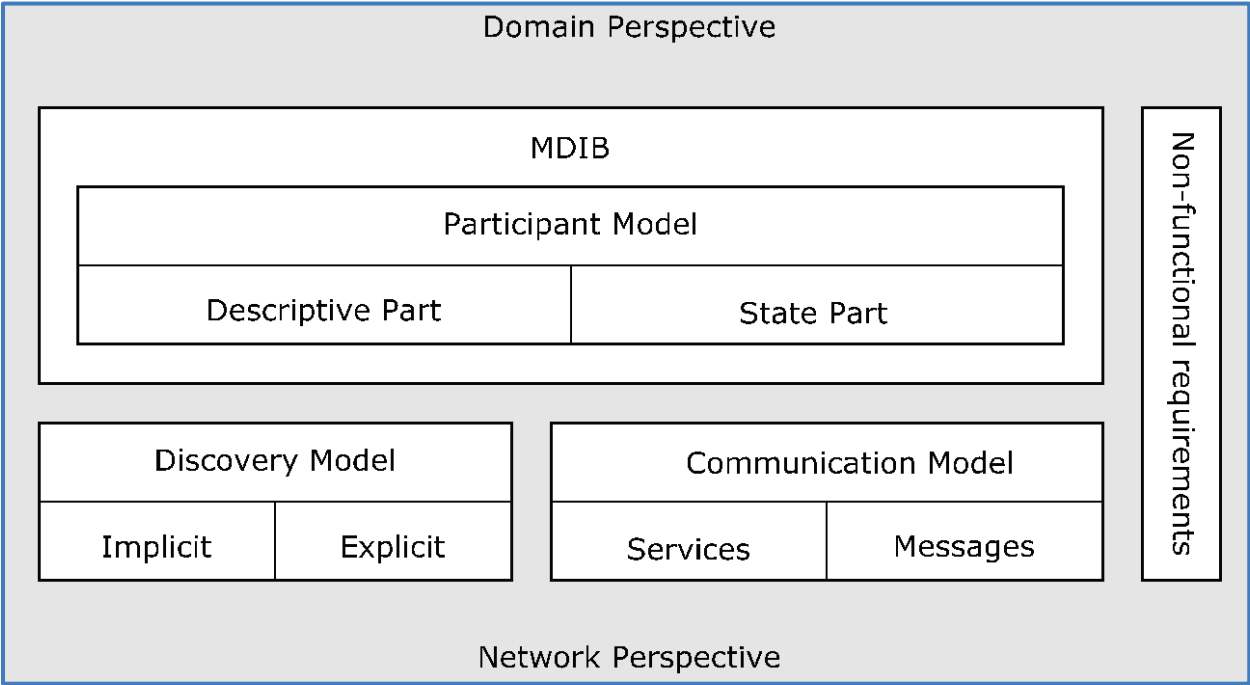 Domain Perspective
MDIB
Participant Model
Descriptive Part
State Part
Non-functional requirements
Discovery Model
Implicit
Explicit
Communication Model
Services
Messages
Network Perspective